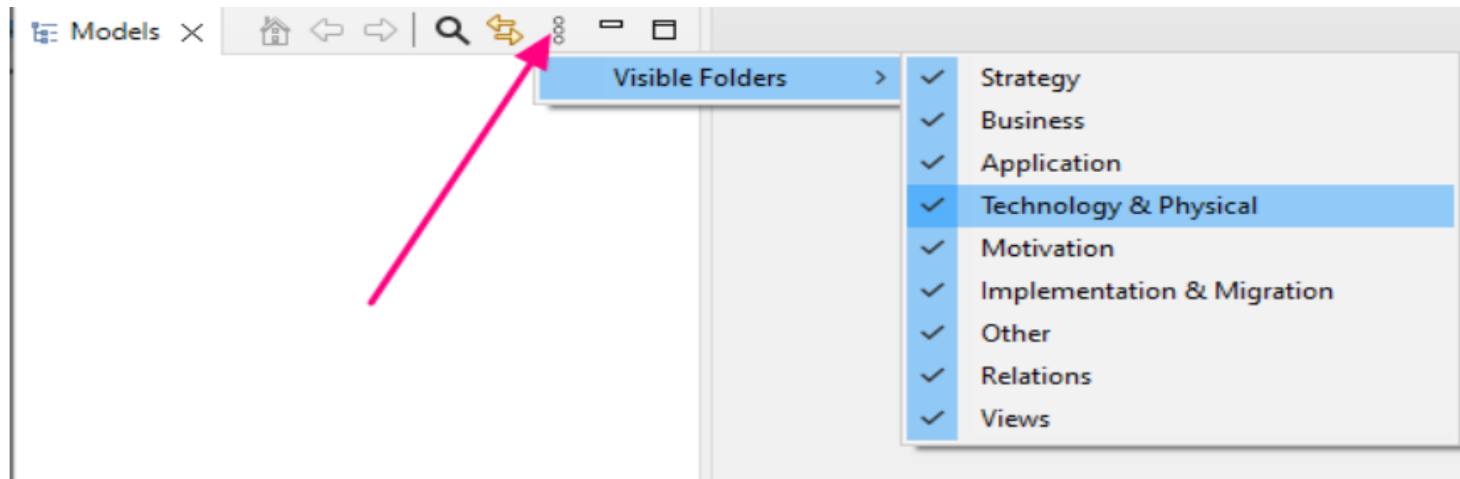 Models
Visible Folders
Strategy
Business
Application
Technology & Physical
Motivation
Implementation & Migration
Other
Relations
Views